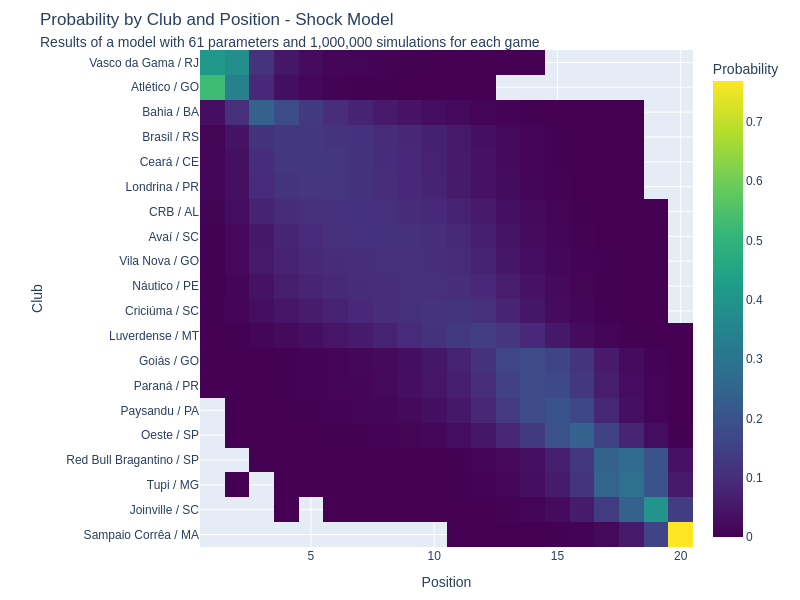 Probability by Club and Position - Shock Model
Results of a model with 61 parameters and 1,000,000 simulations for each game
Probability
Vasco da Gama / RJ
Atlético / GO
Bahia / BA
Brasil / RS
Ceará / CE
Londrina / PR
CRB / AL
Avaí / SC
Vila Nova / GO
Náutico / PE
Criciúma / SC
Luverdense / MT
Goiás / GO
Paraná / PR
Paysandu / PA
Oeste / SP
Red Bull Bragantino / SP
Tupi / MG
Joinville / SC
Sampaio Corrêa / MA
Club
5
10
15
20
Position
0.7
0.6
0.5
0.4
0.3
0.2
0.1
0